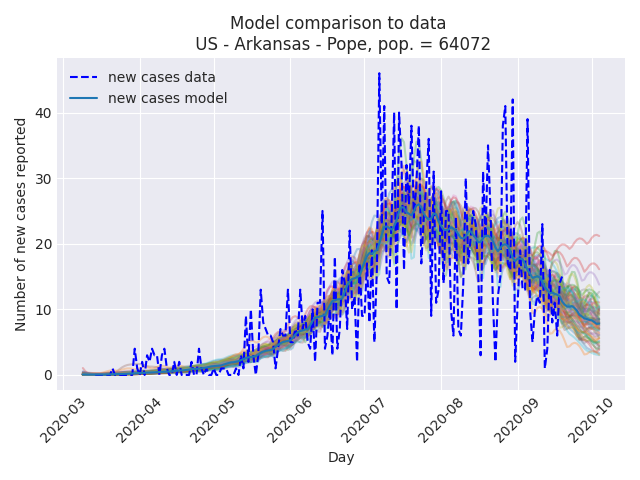 Model comparison to data
US - Arkansas - Pope, pop. = 64072
new cases data
new cases model
Number of new cases reported
40
30
20
10
0
2020-03
2020-04
2020-05
2020-06
2020-07
2020-08
2020-09
2020-10
Day